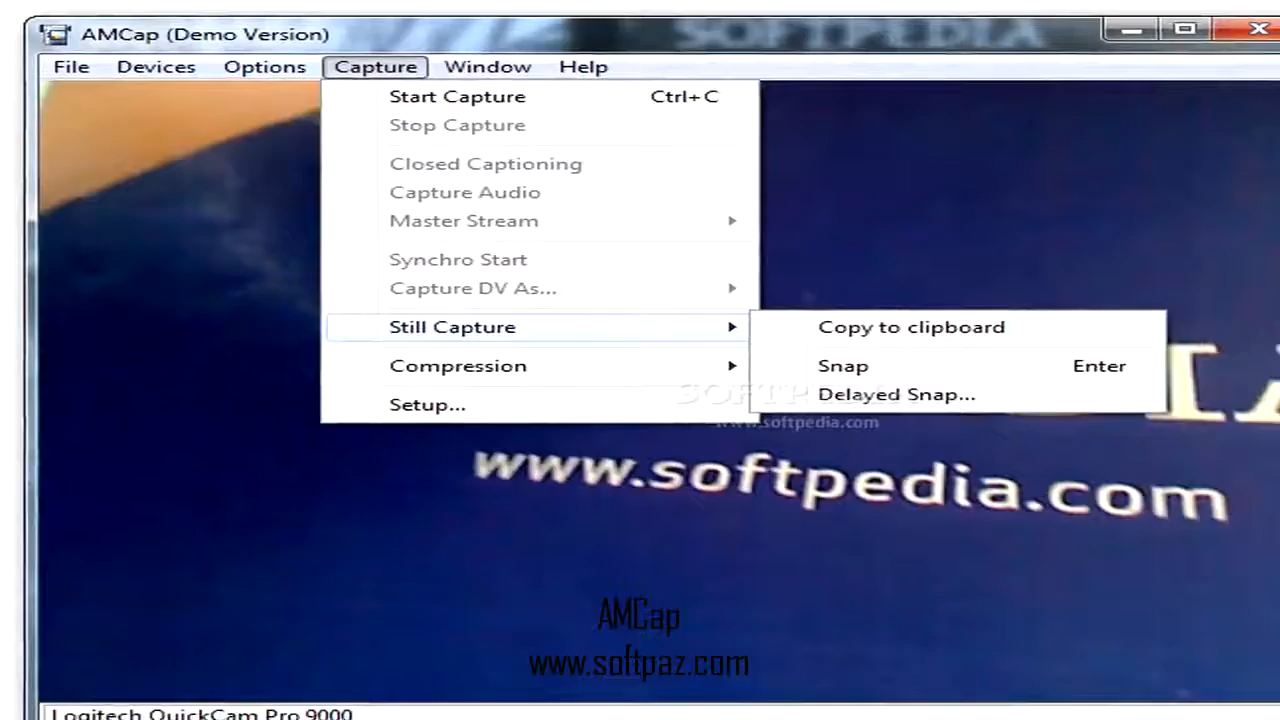 AMCap (Demo Version)
SOFTPEDIA
File Devices Options Capture Window Help
Start Capture Ctrl+C
Stop Capture
Closed Captioning
Capture Audio
Master Stream
Synchro Start
Capture DV As...
Still Capture
Copy to clipboard
Compression
Snap Enter
Delayed Snap...
Setup...
www.softpedia.com
www.softpedia.com
AMCap
www.softpaz.com
Logitech QuickCam Pro 9000